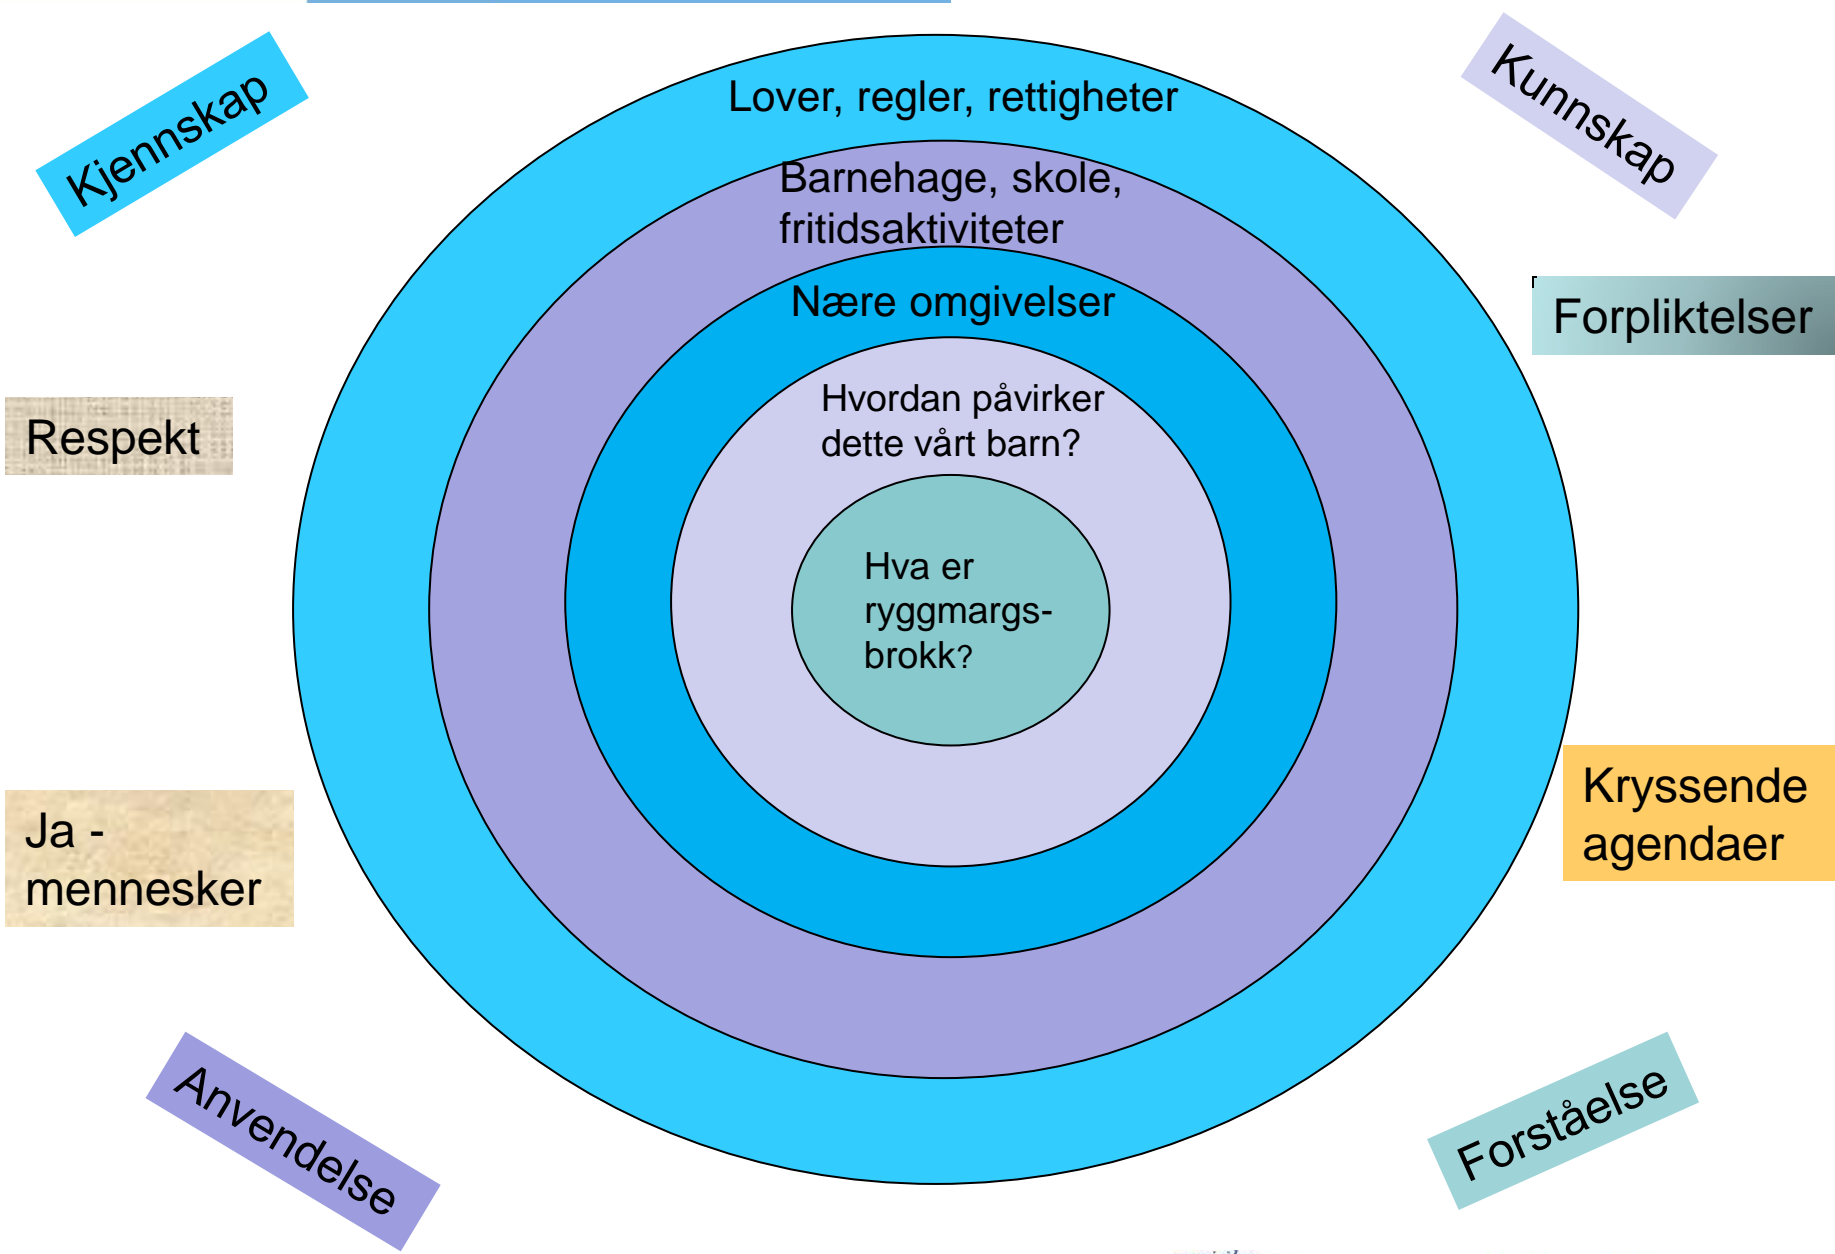 Kjennskap
Kunnskap
Lover, regler, rettigheter
Barnehage, skole,
fritidsaktiviteter
Nære omgivelser
Forpliktelser
Respekt
Hvordan påvirker
dette vårt barn?
Hva er
ryggmargs-
brokk?
Kryssende
agendaer
Ja -
mennesker
Anvendelse
Forståelse